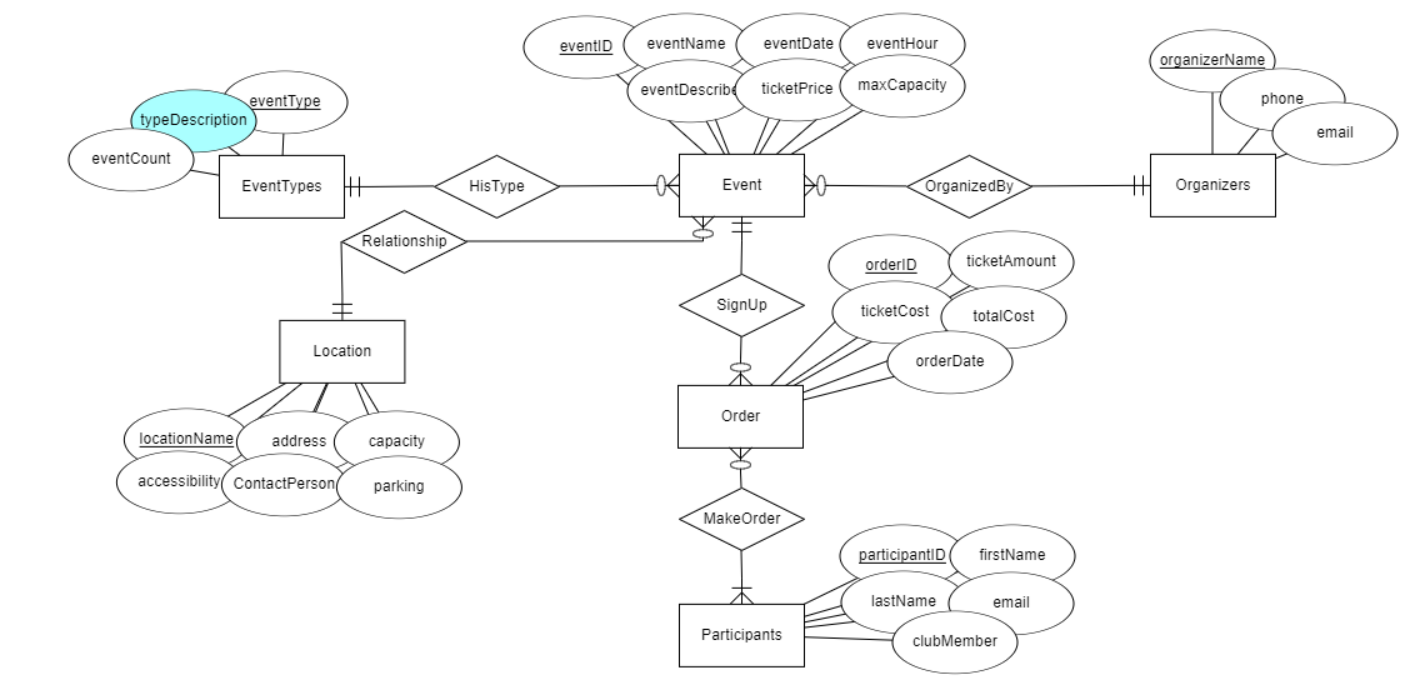 eventID
eventName
eventDate
eventHour
eventDescribe
ticketPrice
maxCapacity
organizerName
phone
email
eventType
typeDescription
eventCount
EventTypes
HisType
Event
OrganizedBy
Organizers
Relationship
SignUp
orderID
ticketAmount
ticketCost
totalCost
orderDate
Location
Order
locationName
address
capacity
accessibility
ContactPerson
parking
MakeOrder
participantID
firstName
lastName
email
clubMember
Participants